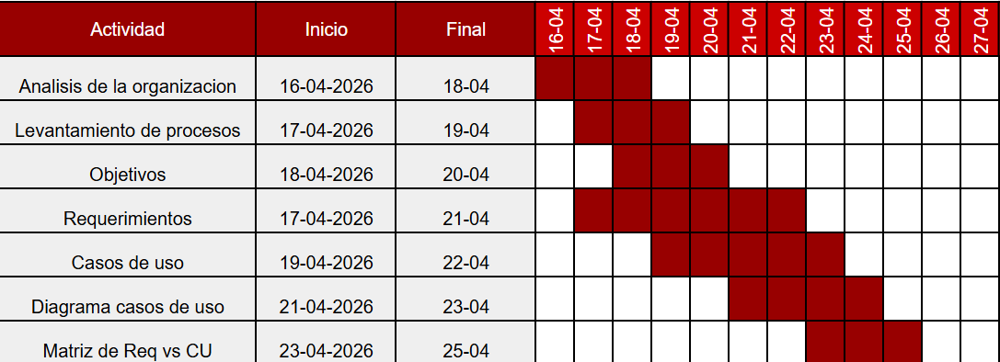 Actividad Inicio Final 16-04 17-04 18-04 19-04 20-04 21-04 22-04 23-04 24-04 25-04 26-04 27-04
Analisis de la organizacion 16-04-2026 18-04
Levantamiento de procesos 17-04-2026 19-04
Objetivos 18-04-2026 20-04
Requerimientos 17-04-2026 21-04
Casos de uso 19-04-2026 22-04
Diagrama casos de uso 21-04-2026 23-04
Matriz de Req vs CU 23-04-2026 25-04